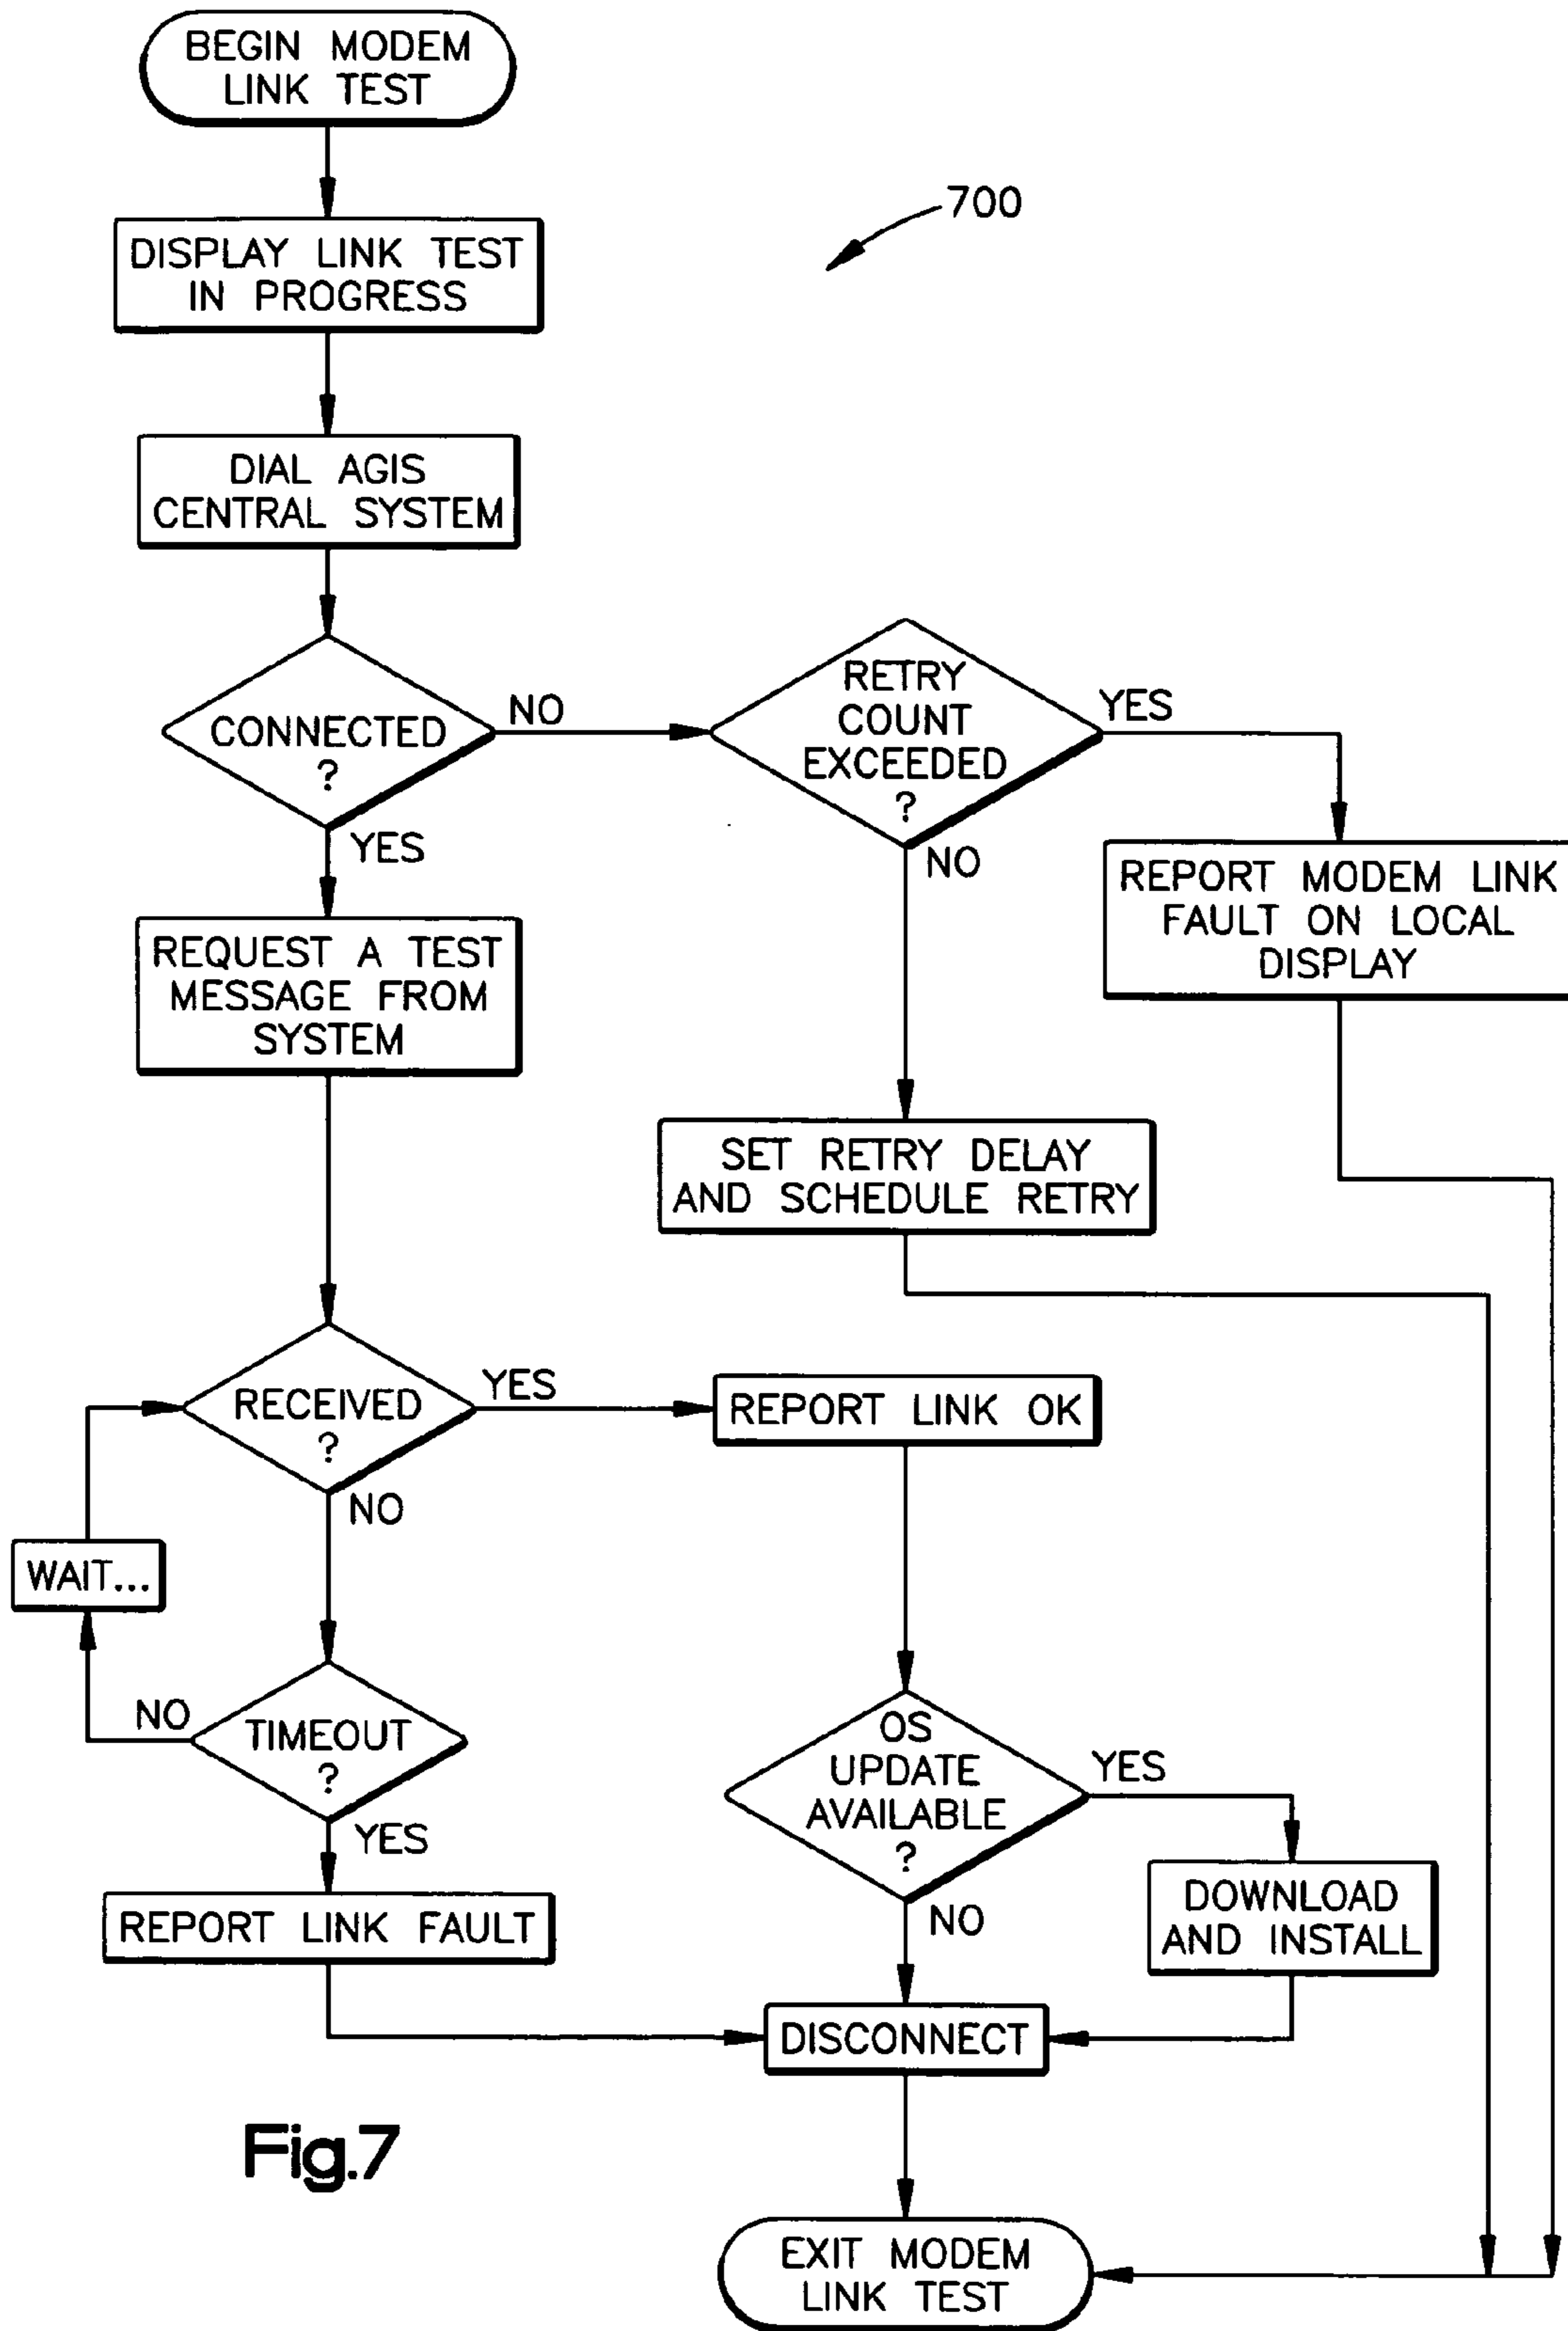 BEGIN MODEM
LINK TEST
700
DISPLAY LINK TEST
IN PROGRESS
DIAL AGIS
CENTRAL SYSTEM
CONNECTED
?
NO
YES
RETRY
COUNT
EXCEEDED
?
YES
NO
REPORT MODEM LINK
FAULT ON LOCAL
DISPLAY
REQUEST A TEST
MESSAGE FROM
SYSTEM
SET RETRY DELAY
AND SCHEDULE RETRY
RECEIVED
?
YES
NO
REPORT LINK OK
WAIT...
TIMEOUT
?
NO
YES
OS
UPDATE
AVAILABLE
?
YES
NO
DOWNLOAD
AND INSTALL
REPORT LINK FAULT
DISCONNECT
Fig.7
EXIT MODEM
LINK TEST